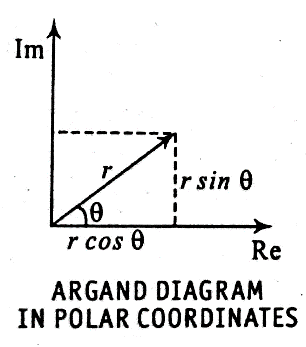 Im
r
r sin θ
θ
r cos θ
Re
ARGAND DIAGRAM
IN POLAR COORDINATES